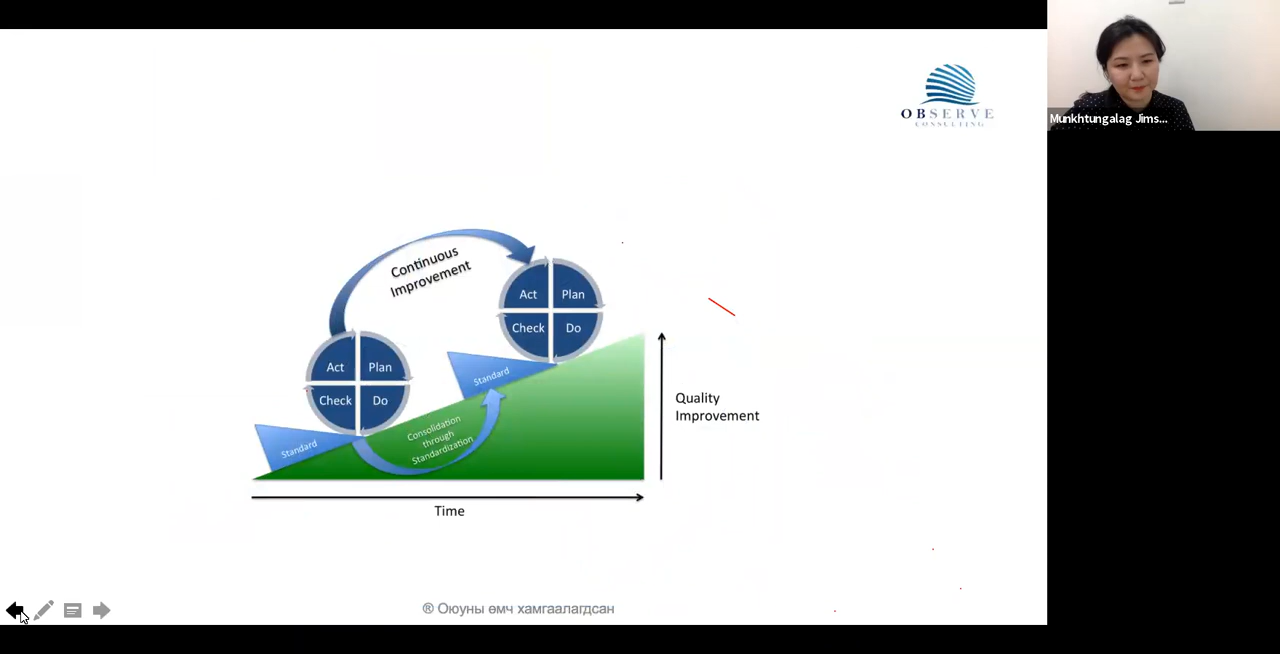 OBSERVE
CONSULTING
Munkhtungalag Jims...
Continuous
Improvement
Act
Plan
Check
Do
Act
Plan
Check
Do
Standard
Standard
Consolidation
through
Standardization
Quality
Improvement
Time
® Оюуны өмч хамгаалагдсан